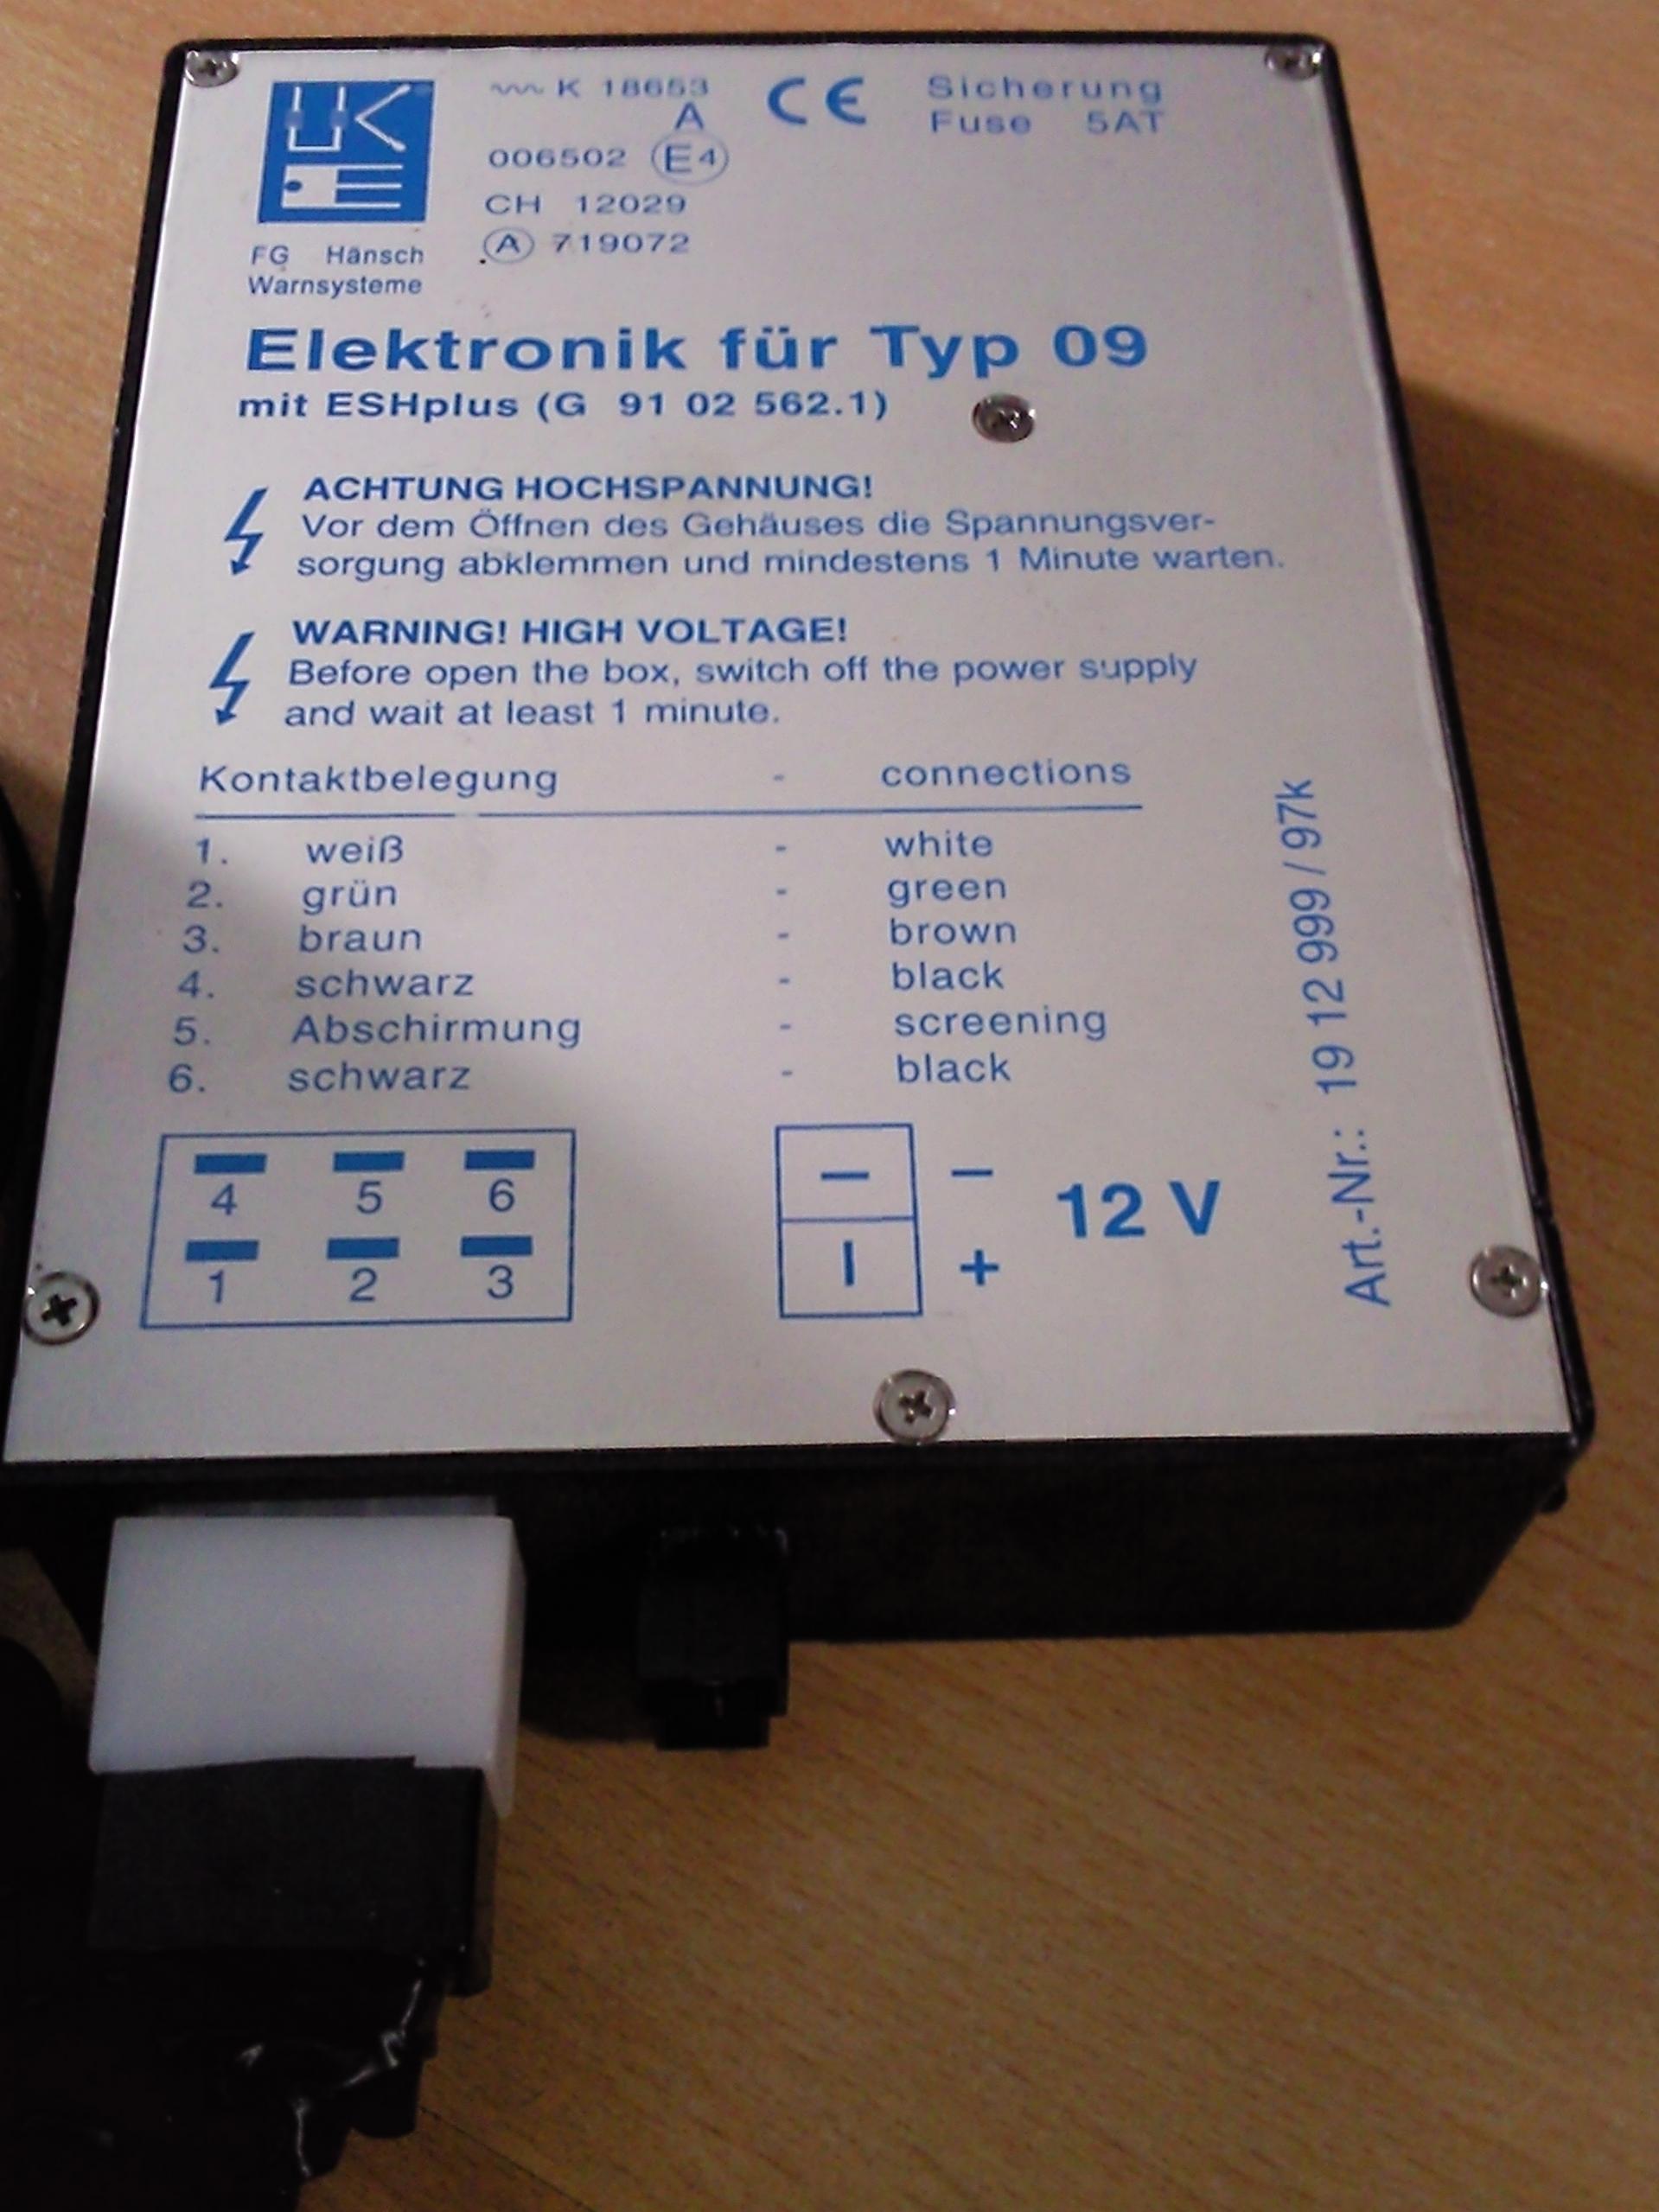 K 18653
A
006502 E4
CH 12029
A 719072
CE
Sicherung
Fuse 5AT
FG Hänsch
Warnsysteme
Elektronik für Typ 09
mit ESHplus (G 91 02 562.1)
ACHTUNG HOCHSPANNUNG!
Vor dem Öffnen des Gehäuses die Spannungsver-
sorgung abklemmen und mindestens 1 Minute warten.
WARNING! HIGH VOLTAGE!
Before open the box, switch off the power supply
and wait at least 1 minute.
Kontaktbelegung - connections
1. weiß - white
2. grün - green
3. braun - brown
4. schwarz - black
5. Abschirmung - screening
6. schwarz - black
4 5 6
1 2 3
– –
I +
12 V
Art.-Nr.: 19 12 999 / 97k